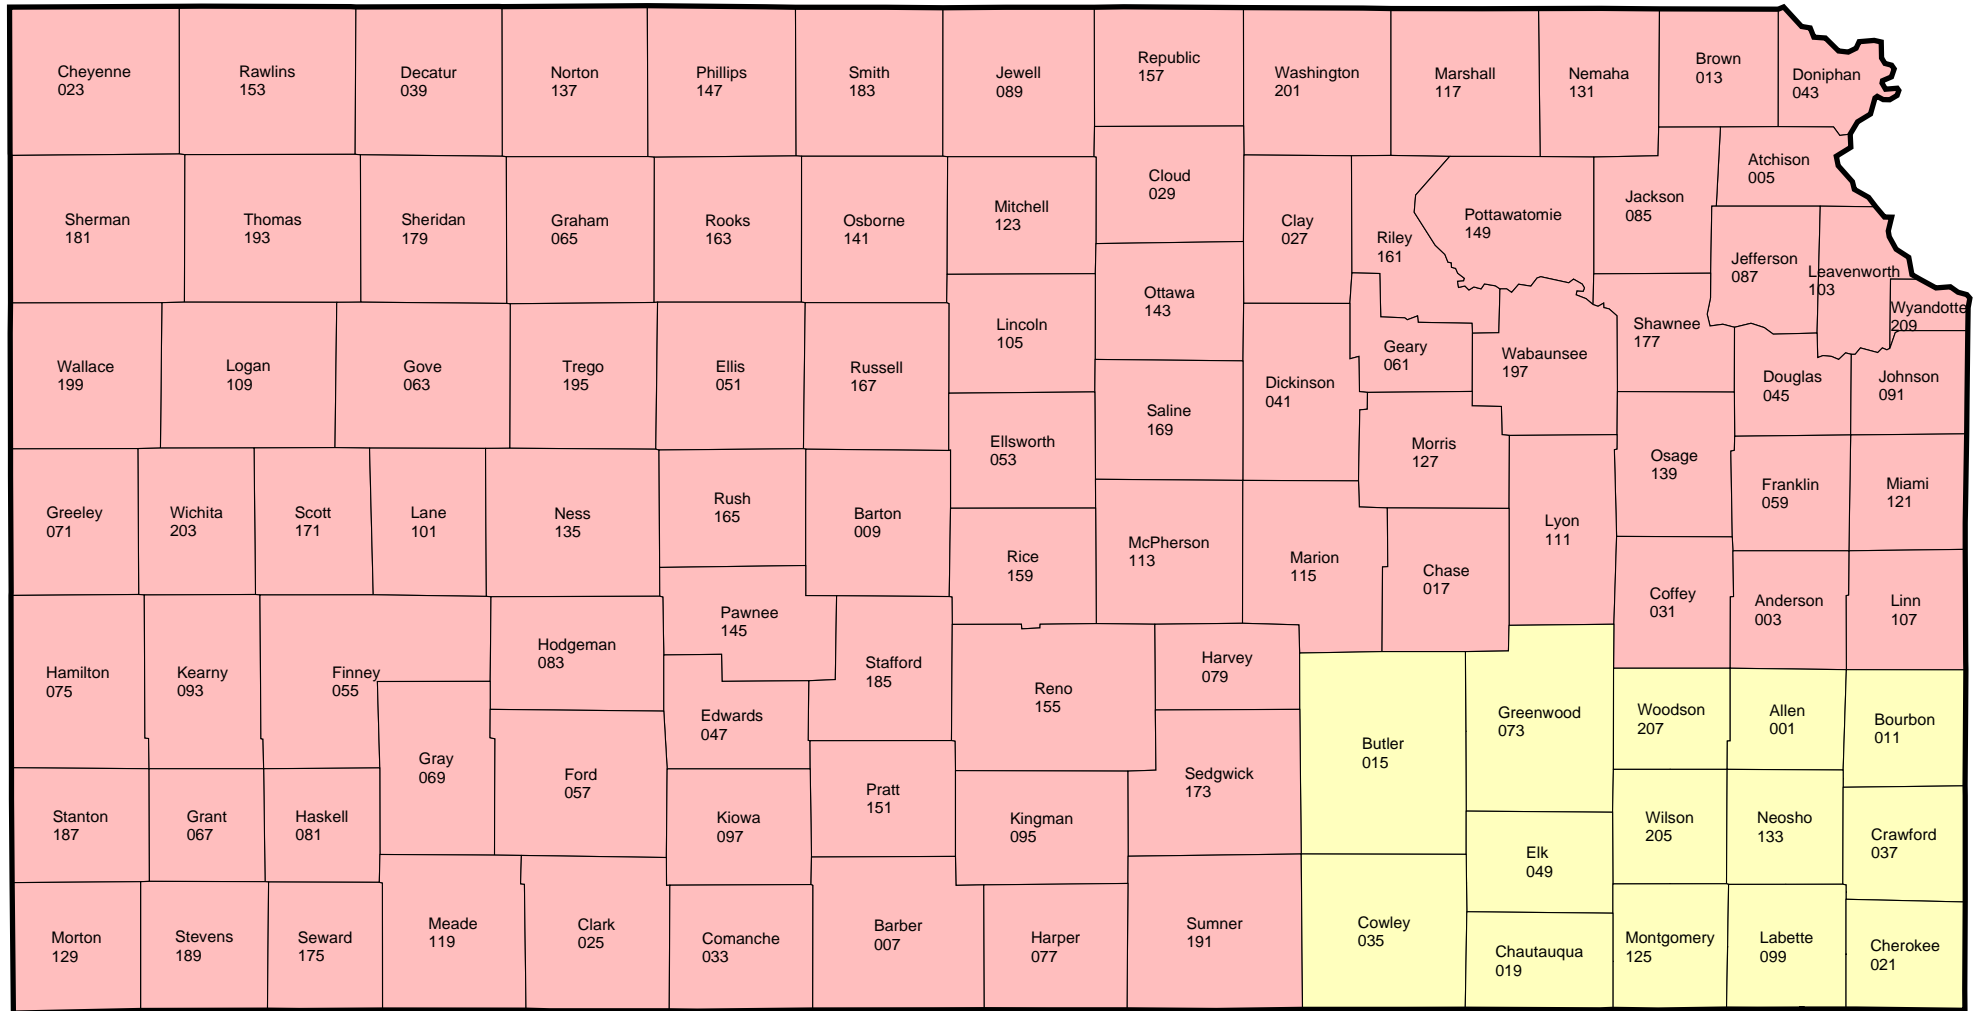 Cheyenne
023
Rawlins
153
Decatur
039
Norton
137
Phillips
147
Smith
183
Jewell
089
Republic
157
Washington
201
Marshall
117
Nemaha
131
Brown
013
Doniphan
043
Sherman
181
Thomas
193
Sheridan
179
Graham
065
Rooks
163
Osborne
141
Mitchell
123
Cloud
029
Clay
027
Riley
161
Pottawatomie
149
Jackson
085
Atchison
005
Jefferson
087
Leavenworth
103
Wyandotte
209
Wallace
199
Logan
109
Gove
063
Trego
195
Ellis
051
Russell
167
Lincoln
105
Ottawa
143
Dickinson
041
Geary
061
Wabaunsee
197
Shawnee
177
Douglas
045
Johnson
091
Ellsworth
053
Saline
169
Morris
127
Osage
139
Franklin
059
Miami
121
Greeley
071
Wichita
203
Scott
171
Lane
101
Ness
135
Rush
165
Barton
009
Rice
159
McPherson
113
Marion
115
Chase
017
Lyon
111
Coffey
031
Anderson
003
Linn
107
Hamilton
075
Kearny
093
Finney
055
Hodgeman
083
Pawnee
145
Stafford
185
Reno
155
Harvey
079
Edwards
047
Gray
069
Ford
057
Butler
015
Greenwood
073
Woodson
207
Allen
001
Bourbon
011
Stanton
187
Grant
067
Haskell
081
Kiowa
097
Pratt
151
Kingman
095
Sedgwick
173
Elk
049
Wilson
205
Neosho
133
Crawford
037
Morton
129
Stevens
189
Seward
175
Meade
119
Clark
025
Comanche
033
Barber
007
Harper
077
Sumner
191
Cowley
035
Chautauqua
019
Montgomery
125
Labette
099
Cherokee
021